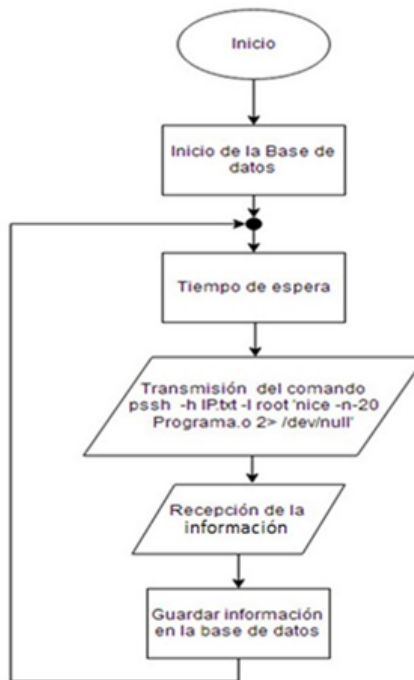 Inicio
Inicio de la Base de
datos
Tiempo de espera
Transmisión del comando
pssh -h IP.txt -l root 'nice -n-20
Programa.o 2> /dev/null'
Recepción de la
información
Guardar información
en la base de datos